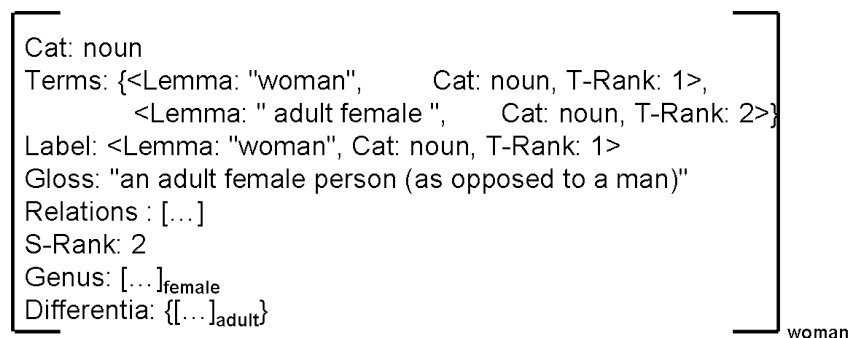 Cat: noun
Terms: {<Lemma: "woman", Cat: noun, T-Rank: 1>,
<Lemma: " adult female ", Cat: noun, T-Rank: 2>}
Label: <Lemma: "woman", Cat: noun, T-Rank: 1>
Gloss: "an adult female person (as opposed to a man)"
Relations : […]
S-Rank: 2
Genus: […]female
Differentia: {[…]adult}
woman